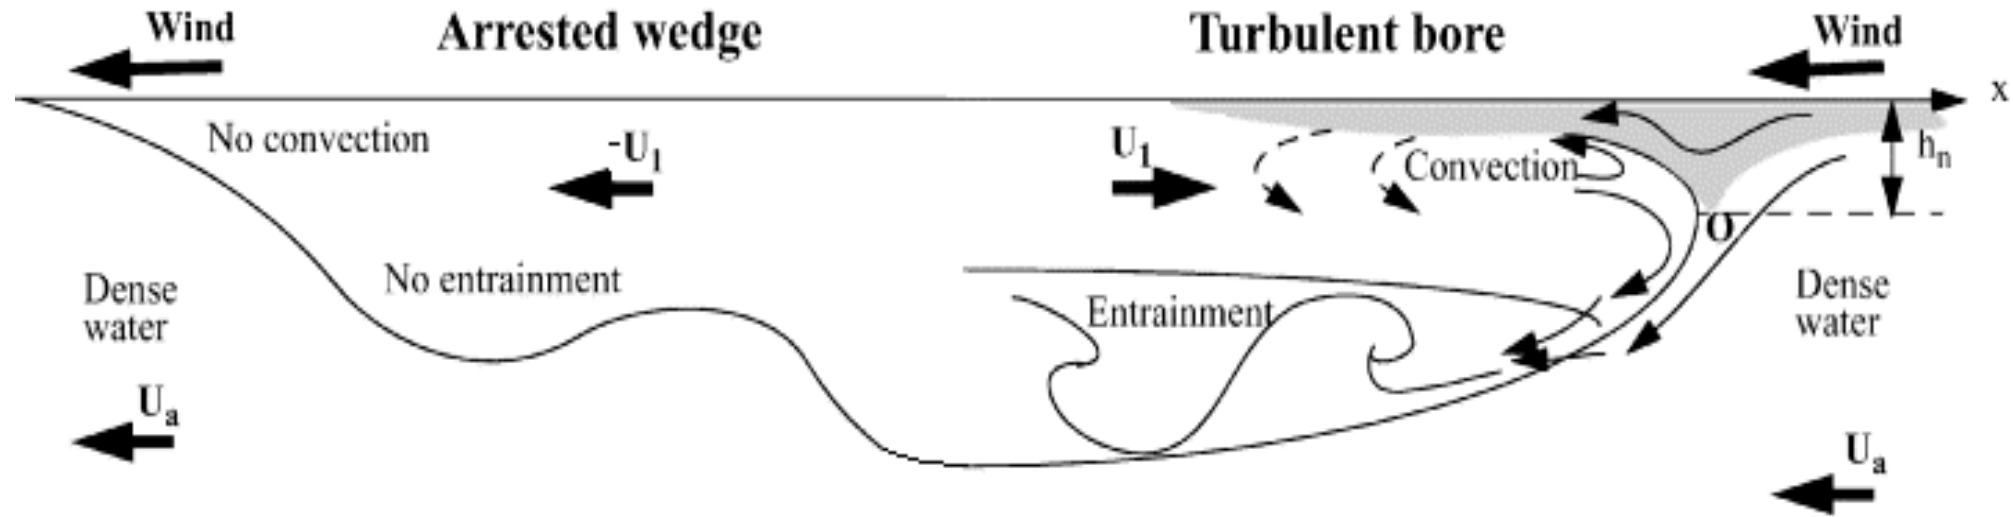 Wind
Arrested wedge
Turbulent bore
Wind
x
No convection
-U1
U1
Convection
hn
O
No entrainment
Entrainment
Dense
water
Dense
water
Ua
Ua